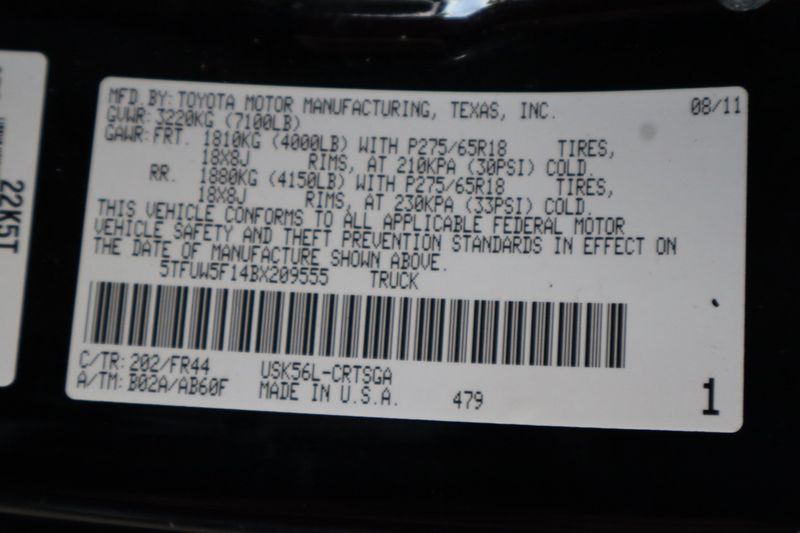 MFD. BY: TOYOTA MOTOR MANUFACTURING, TEXAS, INC. 08/11
GVWR: 3220KG (7100LB)
GAWR: FRT. 1810KG (4000LB) WITH P275/65R18 TIRES,
18X8J RIMS, AT 210KPA (30PSI) COLD.
RR. 1880KG (4150LB) WITH P275/65R18 TIRES,
18X8J RIMS, AT 230KPA (33PSI) COLD.
THIS VEHICLE CONFORMS TO ALL APPLICABLE FEDERAL MOTOR
VEHICLE SAFETY AND THEFT PREVENTION STANDARDS IN EFFECT ON
THE DATE OF MANUFACTURE SHOWN ABOVE.
5TFUW5F14BX209555 TRUCK
C/TR: 202/FR44 USK56L-CRTSGA
A/TM: B02A/AB60F MADE IN U.S.A. 479 1
22K5T